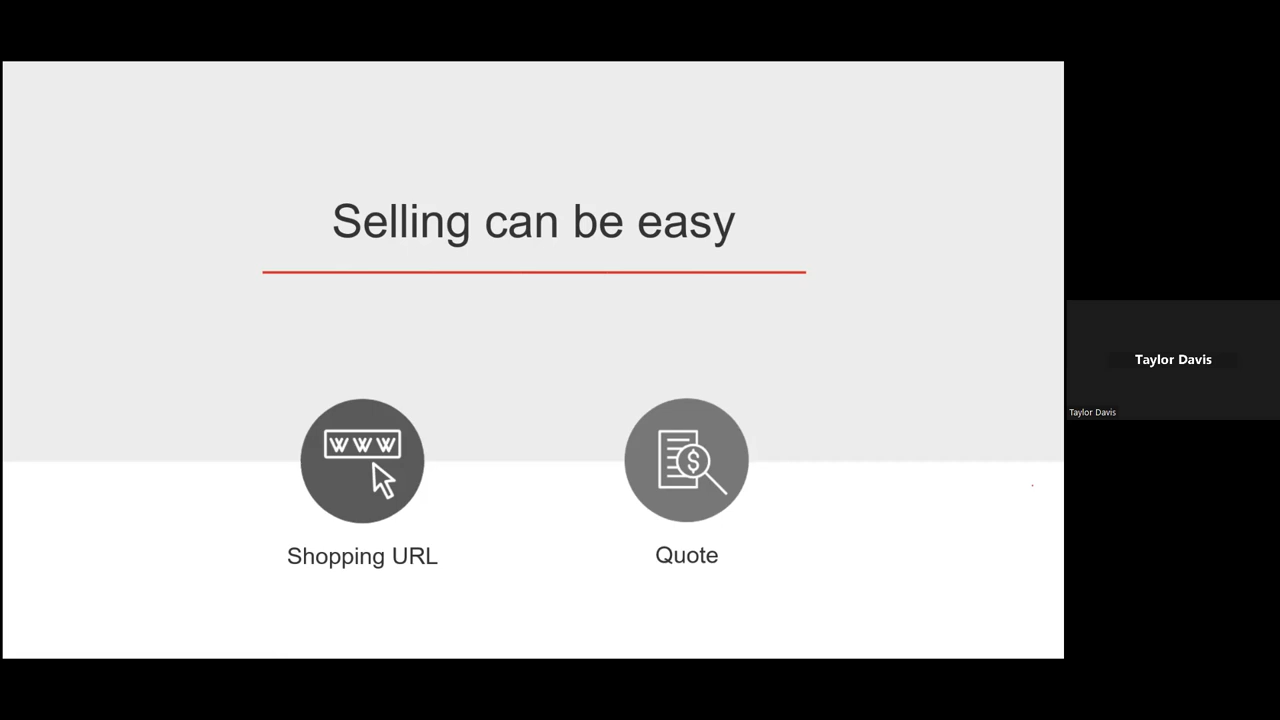 Selling can be easy
WWW
$
Shopping URL
Quote
Taylor Davis
Taylor Davis